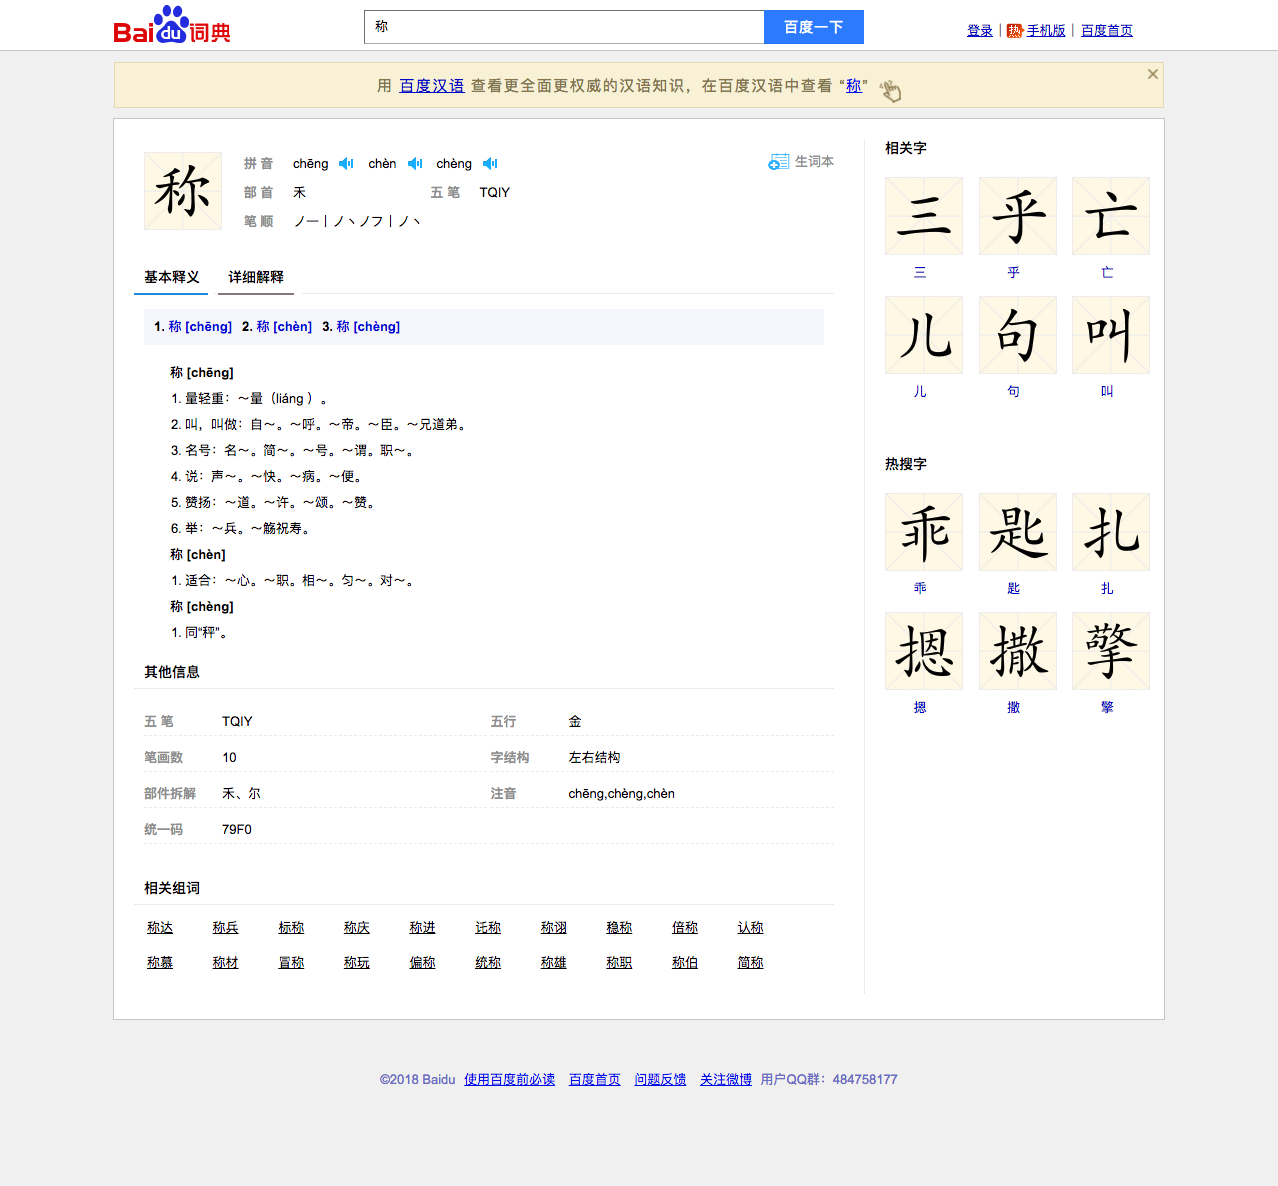 Baidu词典
称
百度一下
登录 | 热 手机版 | 百度首页
用 百度汉语 查看更全面更权威的汉语知识，在百度汉语中查看 “称”
称
拼 音 chēng chèn chèng
生词本
部 首 禾 五 笔 TQIY
笔 顺 ノ一丨ノ丶ノフ丨ノ丶
基本释义 详细解释
1. 称 [chēng] 2. 称 [chèn] 3. 称 [chèng]
称 [chēng]
1. 量轻重：～量（liáng ）。
2. 叫，叫做：自～。～呼。～帝。～臣。～兄道弟。
3. 名号：名～。简～。～号。～谓。职～。
4. 说：声～。～快。～病。～便。
5. 赞扬：～道。～许。～颂。～赞。
6. 举：～兵。～觞祝寿。
称 [chèn]
1. 适合：～心。～职。相～。匀～。对～。
称 [chèng]
1. 同“秤”。
其他信息
五 笔 TQIY 五行 金
笔画数 10 字结构 左右结构
部件拆解 禾、尔 注音 chēng,chèng,chèn
统一码 79F0
相关组词
称达 称兵 标称 称庆 称进 讬称 称诩 稳称 倍称 认称
称慕 称材 冒称 称玩 偏称 统称 称雄 称职 称伯 简称
相关字
三 乎 亡
三 乎 亡
儿 句 叫
儿 句 叫
热搜字
乖 匙 扎
乖 匙 扎
摁 撒 擎
摁 撒 擎
©2018 Baidu 使用百度前必读 百度首页 问题反馈 关注微博 用户QQ群：484758177